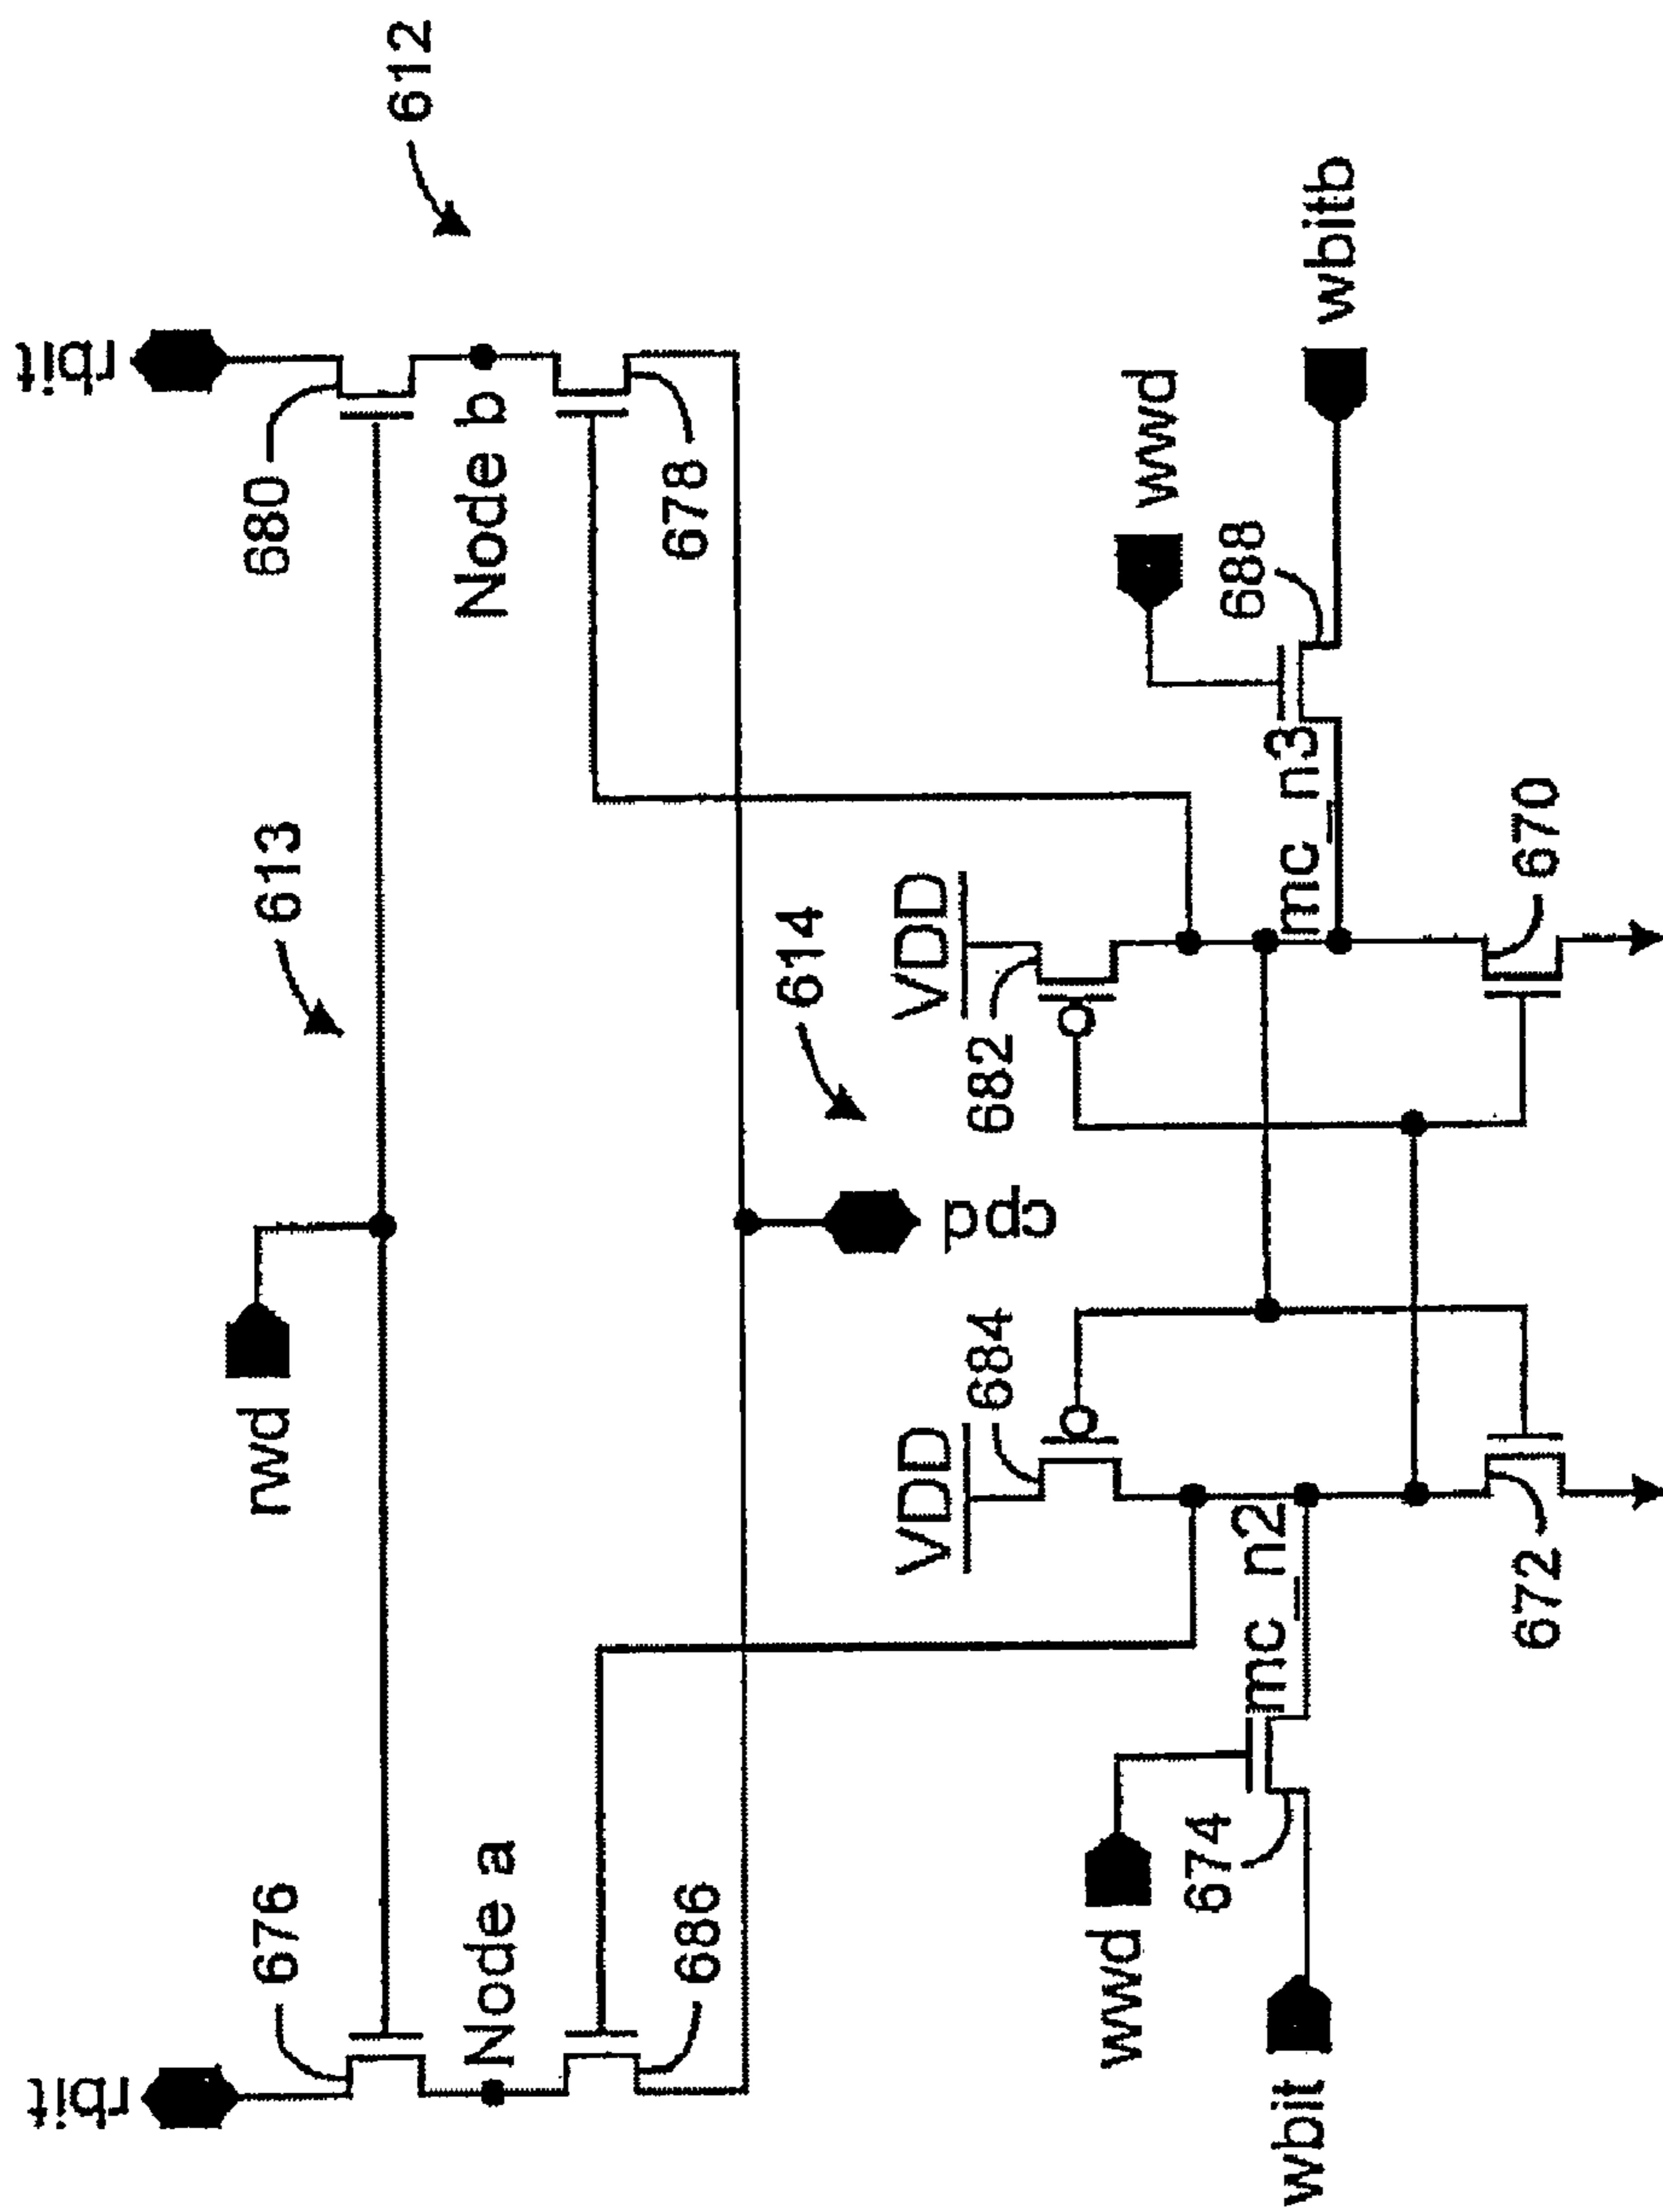 612
rbit
680
Node b
678
wwd
688
wbitb
613
614
VDD
682
mc_n3
670
rwd
cpd
VDD
684
mc_n2
672
676
Node a
686
rbit
wwd
674
wbit